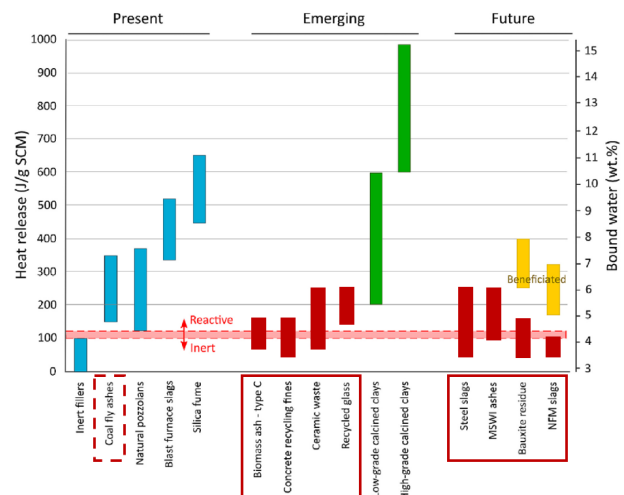 Present
Emerging
Future
Heat release (J/g SCM)
1000
900
800
700
600
500
400
300
200
100
0
15
14
13
12
11
10
9
8
7
6
5
4
3
Bound water (wt.%)
Beneficiated
Reactive
Inert
Inert fillers
Coal fly ashes
Natural pozzolans
Blast furnace slags
Silica fume
Biomass ash - type C
Concrete recycling fines
Ceramic waste
Recycled glass
Low-grade calcined clays
High-grade calcined clays
Steel slags
MSWI ashes
Bauxite residue
NFM slags